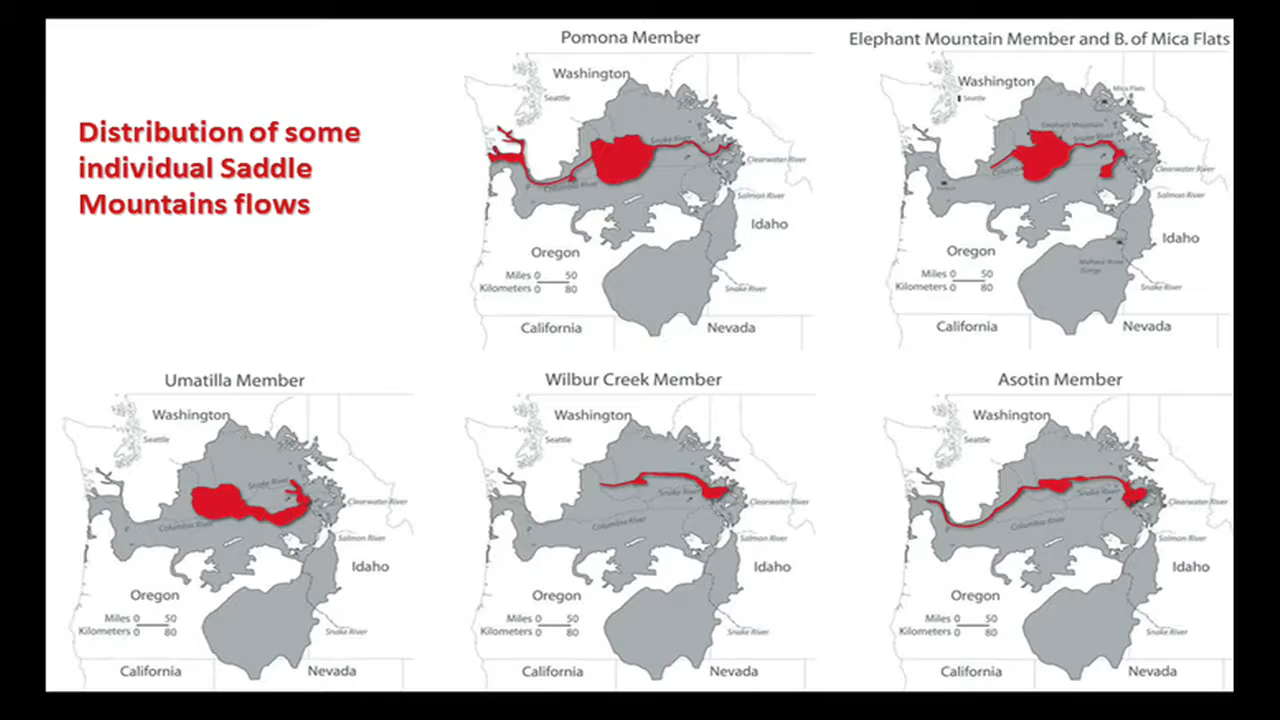 Distribution of some
individual Saddle
Mountains flows
Pomona Member
Washington
Seattle
Snake River
Clearwater River
Columbia River
Salmon River
Idaho
Oregon
Miles 0 50
Kilometers 0 80
Snake River
California
Nevada
Elephant Mountain Member and B. of Mica Flats
Washington
Mica Flats
Seattle
Elephant Mountain
Snake River
Clearwater River
Salmon River
Idaho
Oregon
Malheur River
Gorge
Miles 0 50
Kilometers 0 80
Snake River
California
Nevada
Umatilla Member
Washington
Seattle
Snake River
Clearwater River
Columbia River
Salmon River
Idaho
Oregon
Miles 0 50
Kilometers 0 80
Snake River
California
Nevada
Wilbur Creek Member
Washington
Seattle
Snake River
Clearwater River
Columbia River
Salmon River
Idaho
Oregon
Miles 0 50
Kilometers 0 80
Snake River
California
Nevada
Asotin Member
Washington
Seattle
Snake River
Clearwater River
Columbia River
Salmon River
Idaho
Oregon
Miles 0 50
Kilometers 0 80
Snake River
California
Nevada